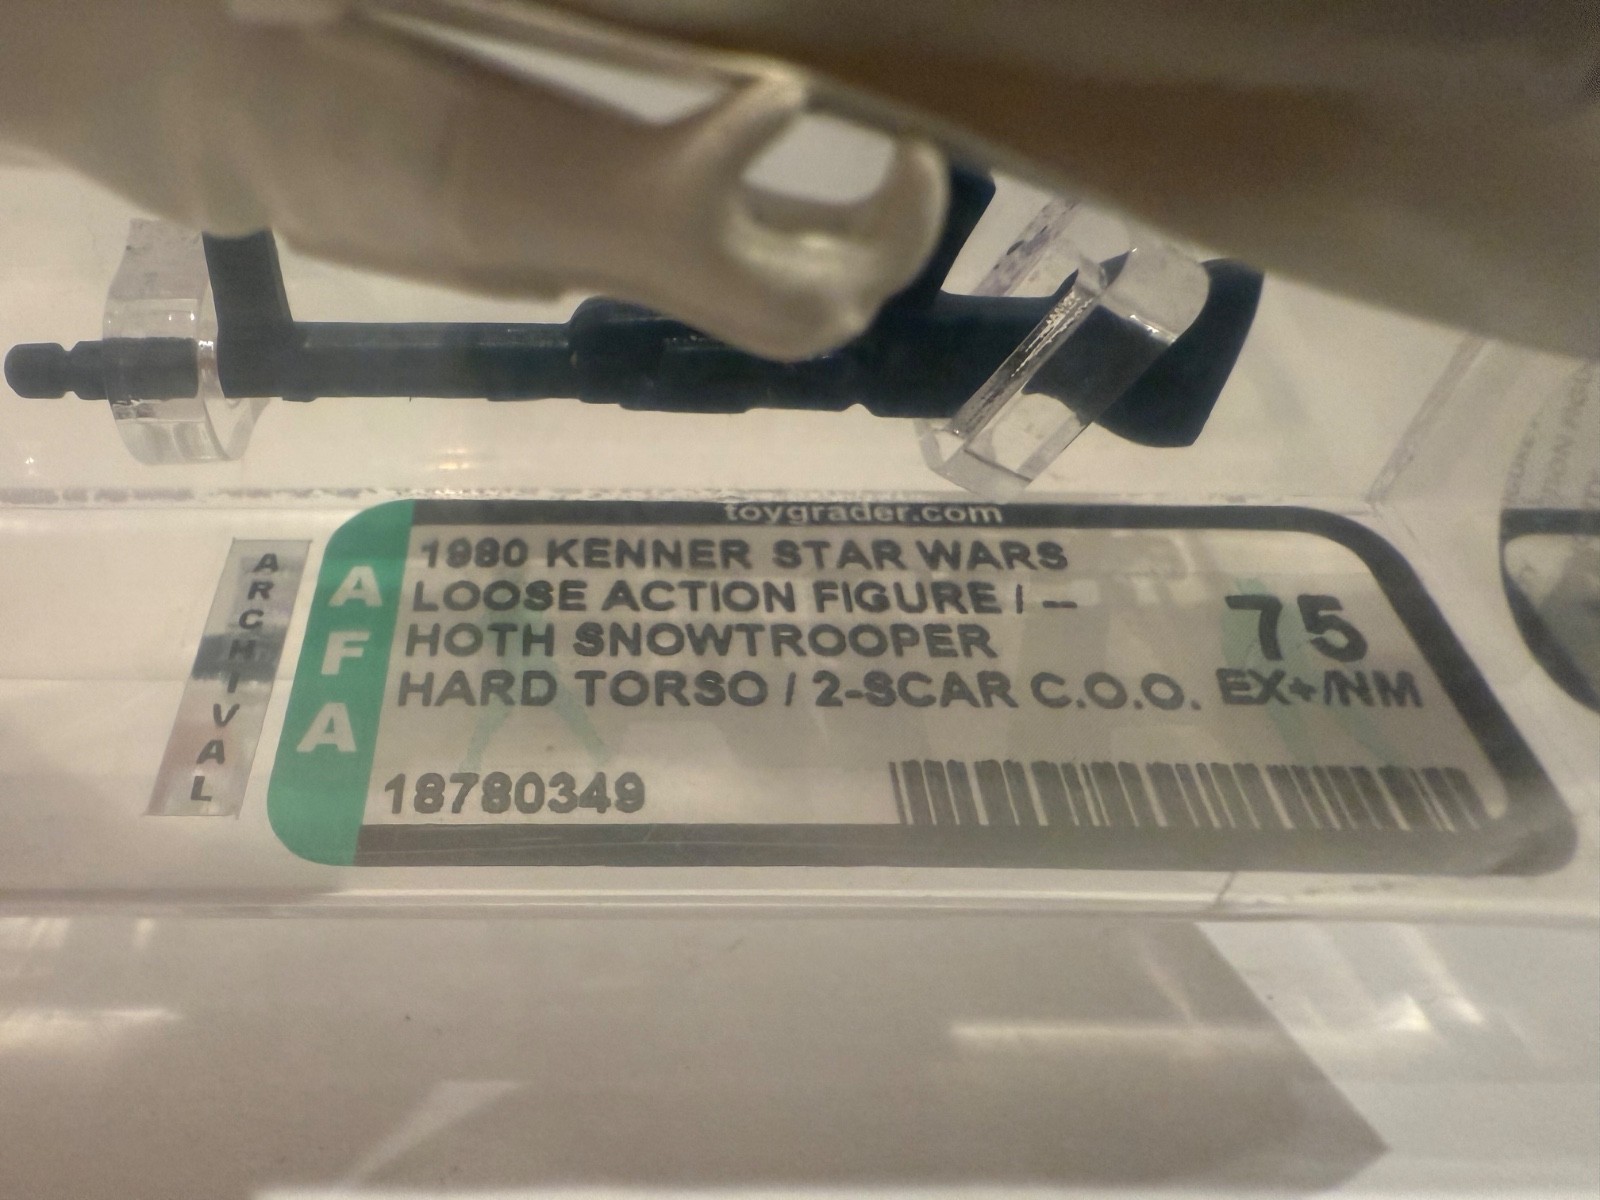 toygrader.com
ARCHIVAL
AFA
1980 KENNER STAR WARS
LOOSE ACTION FIGURE / --
HOTH SNOWTROOPER
HARD TORSO / 2-SCAR C.O.O.
75
EX+/NM
18780349